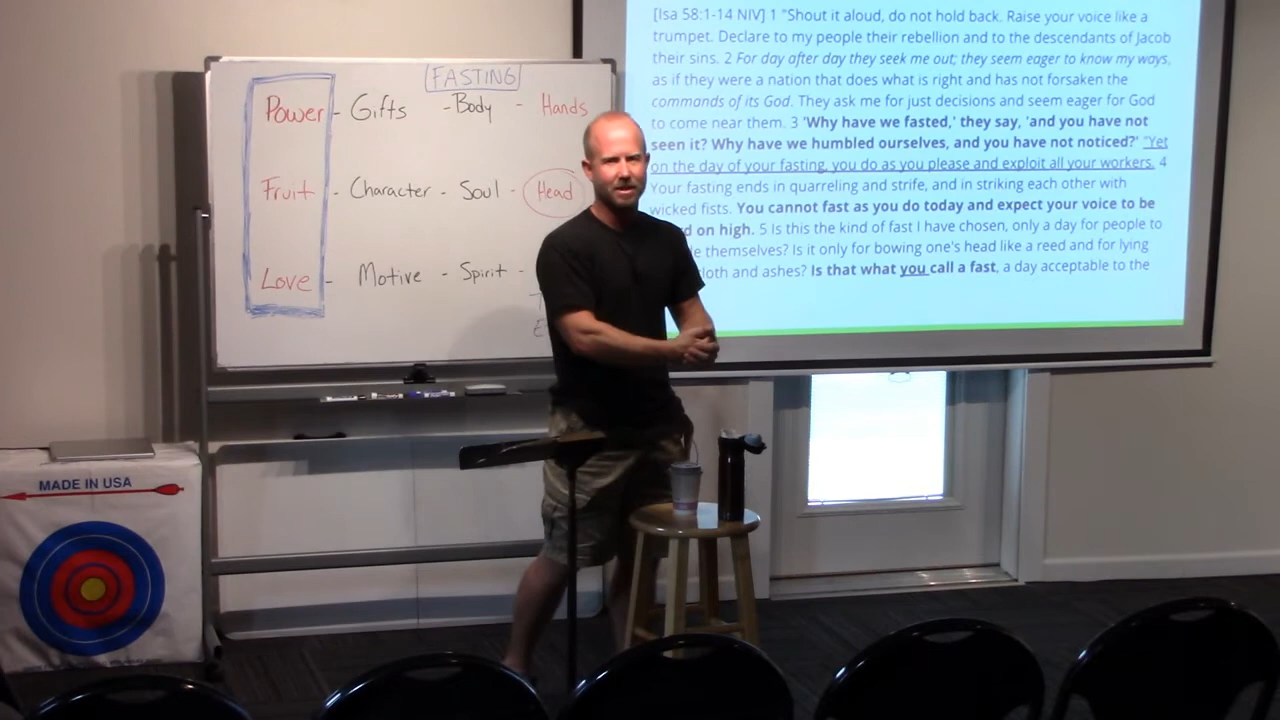 FASTING
Power - Gifts - Body - Hands
Fruit - Character - Soul - Head
Love - Motive - Spirit -
MADE IN USA
[Isa 58:1-14 NIV] 1 "Shout it aloud, do not hold back. Raise your voice like a
trumpet. Declare to my people their rebellion and to the descendants of Jacob
their sins. 2 For day after day they seek me out; they seem eager to know my ways,
as if they were a nation that does what is right and has not forsaken the
commands of its God. They ask me for just decisions and seem eager for God
to come near them. 3 'Why have we fasted,' they say, 'and you have not
seen it? Why have we humbled ourselves, and you have not noticed?' "Yet
on the day of your fasting, you do as you please and exploit all your workers. 4
Your fasting ends in quarreling and strife, and in striking each other with
wicked fists. You cannot fast as you do today and expect your voice to be
on high. 5 Is this the kind of fast I have chosen, only a day for people to
themselves? Is it only for bowing one's head like a reed and for lying
and ashes? Is that what you call a fast, a day acceptable to the